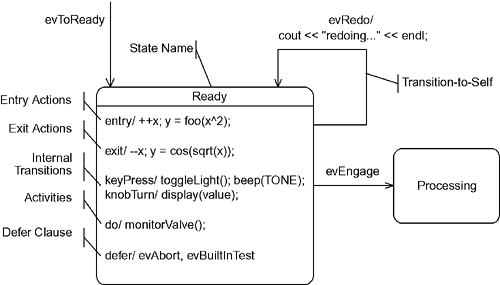 evToReady
evRedo/
cout << "redoing..." << endl;
State Name
Transition-to-Self
Ready
Entry Actions
entry/ ++x; y = foo(x^2);
Exit Actions
exit/ --x; y = cos(sqrt(x));
Internal
Transitions
keyPress/ toggleLight(); beep(TONE);
knobTurn/ display(value);
evEngage
Processing
Activities
do/ monitorValve();
Defer Clause
defer/ evAbort, evBuiltInTest